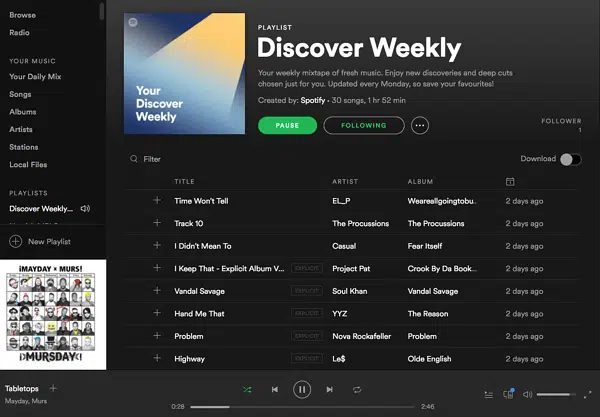 Browse
Radio
YOUR MUSIC
Your Daily Mix
Songs
Albums
Artists
Stations
Local Files
PLAYLISTS
Discover Weekly...
New Playlist
¡MAYDAY x MURS!
¡MURSDAY!
Tabletops
Mayday, Murs
Your
Discover
Weekly
PLAYLIST
Discover Weekly
Your weekly mixtape of fresh music. Enjoy new discoveries and deep cuts
chosen just for you. Updated every Monday, so save your favourites!
Created by: Spotify • 30 songs, 1 hr 52 min
PAUSE FOLLOWING
FOLLOWER
1
Filter Download
TITLE ARTIST ALBUM
Time Won't Tell EL_P Weareallgoingtobu..
Track 10 The Procussions The Procussions 2 days ago
I Didn't Mean To Casual Fear Itself 2 days ago
I Keep That - Explicit Album V... EXPLICIT Project Pat Crook By Da Book... 2 days ago
Vandal Savage EXPLICIT Soul Khan Vandal Savage 2 days ago
Hand Me That YYZ The Reason 2 days ago
Problem EXPLICIT Nova Rockafeller Problem 2 days ago
Highway EXPLICIT Le$ Olde English 2 days ago
0:28 2:46